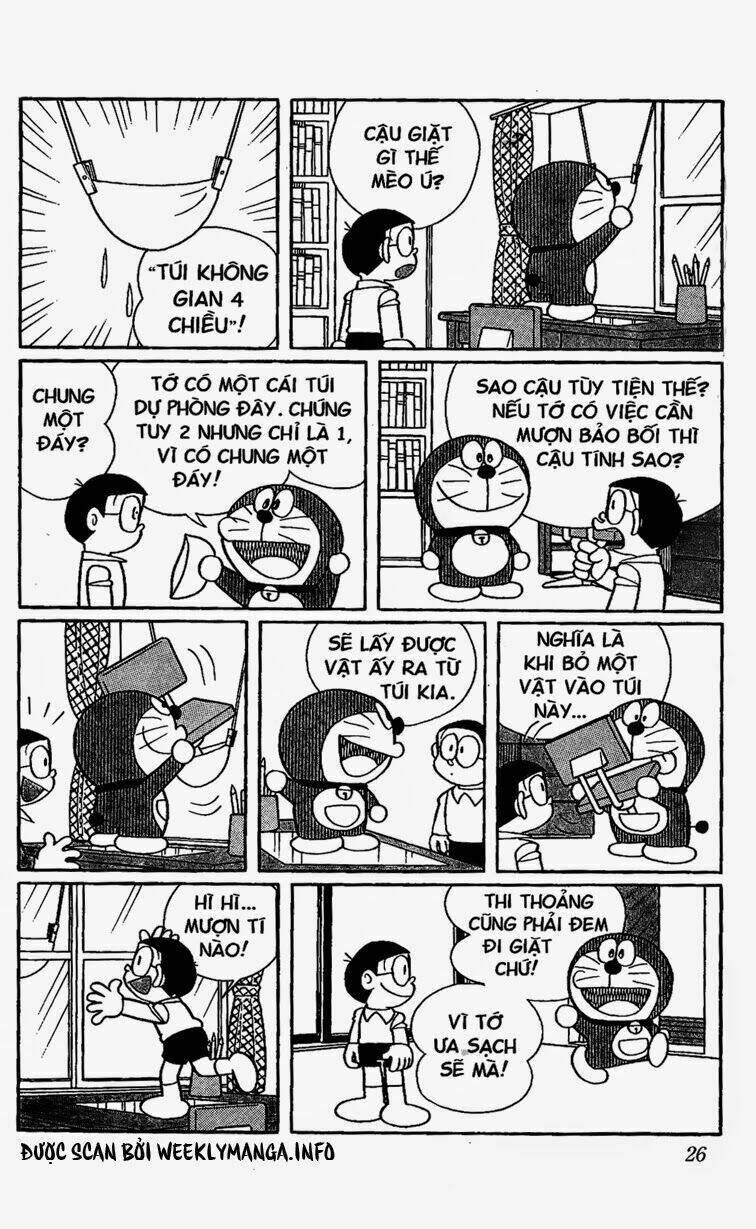 CẬU GIẶT
GÌ THẾ
MÈO Ú?
"TÚI KHÔNG
GIAN 4
CHIỀU"!
SAO CẬU TÙY TIỆN THẾ?
NẾU TỚ CÓ VIỆC CẦN
MƯỢN BẢO BỐI THÌ
CẬU TÍNH SAO?
TỚ CÓ MỘT CÁI TÚI
DỰ PHÒNG ĐÂY. CHÚNG
TUY 2 NHƯNG CHỈ LÀ 1,
VÌ CÓ CHUNG MỘT
ĐÁY!
CHUNG
MỘT
ĐÁY?
NGHĨA LÀ
KHI BỎ MỘT
VẬT VÀO TÚI
NÀY...
SẼ LẤY ĐƯỢC
VẬT ẤY RA TỪ
TÚI KIA.
THI THOẢNG
CŨNG PHẢI ĐEM
ĐI GIẶT
CHỨ!
VÌ TỚ
ƯA SẠCH
SẼ MÀ!
HÌ HÌ...
MƯỢN TÍ
NÀO!
ĐƯỢC SCAN BỞI WEEKLYMANGA.INFO
26